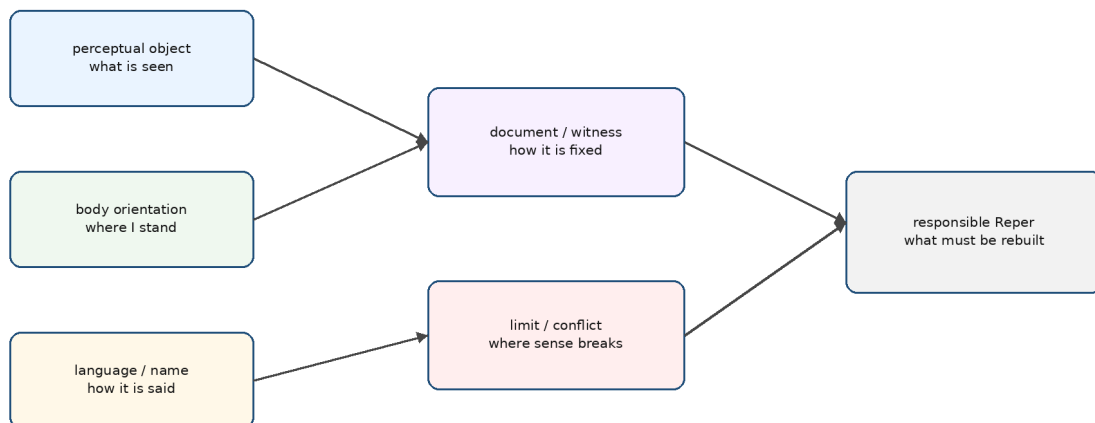 perceptual object
what is seen
body orientation
where I stand
language / name
how it is said
document / witness
how it is fixed
limit / conflict
where sense breaks
responsible Reper
what must be rebuilt